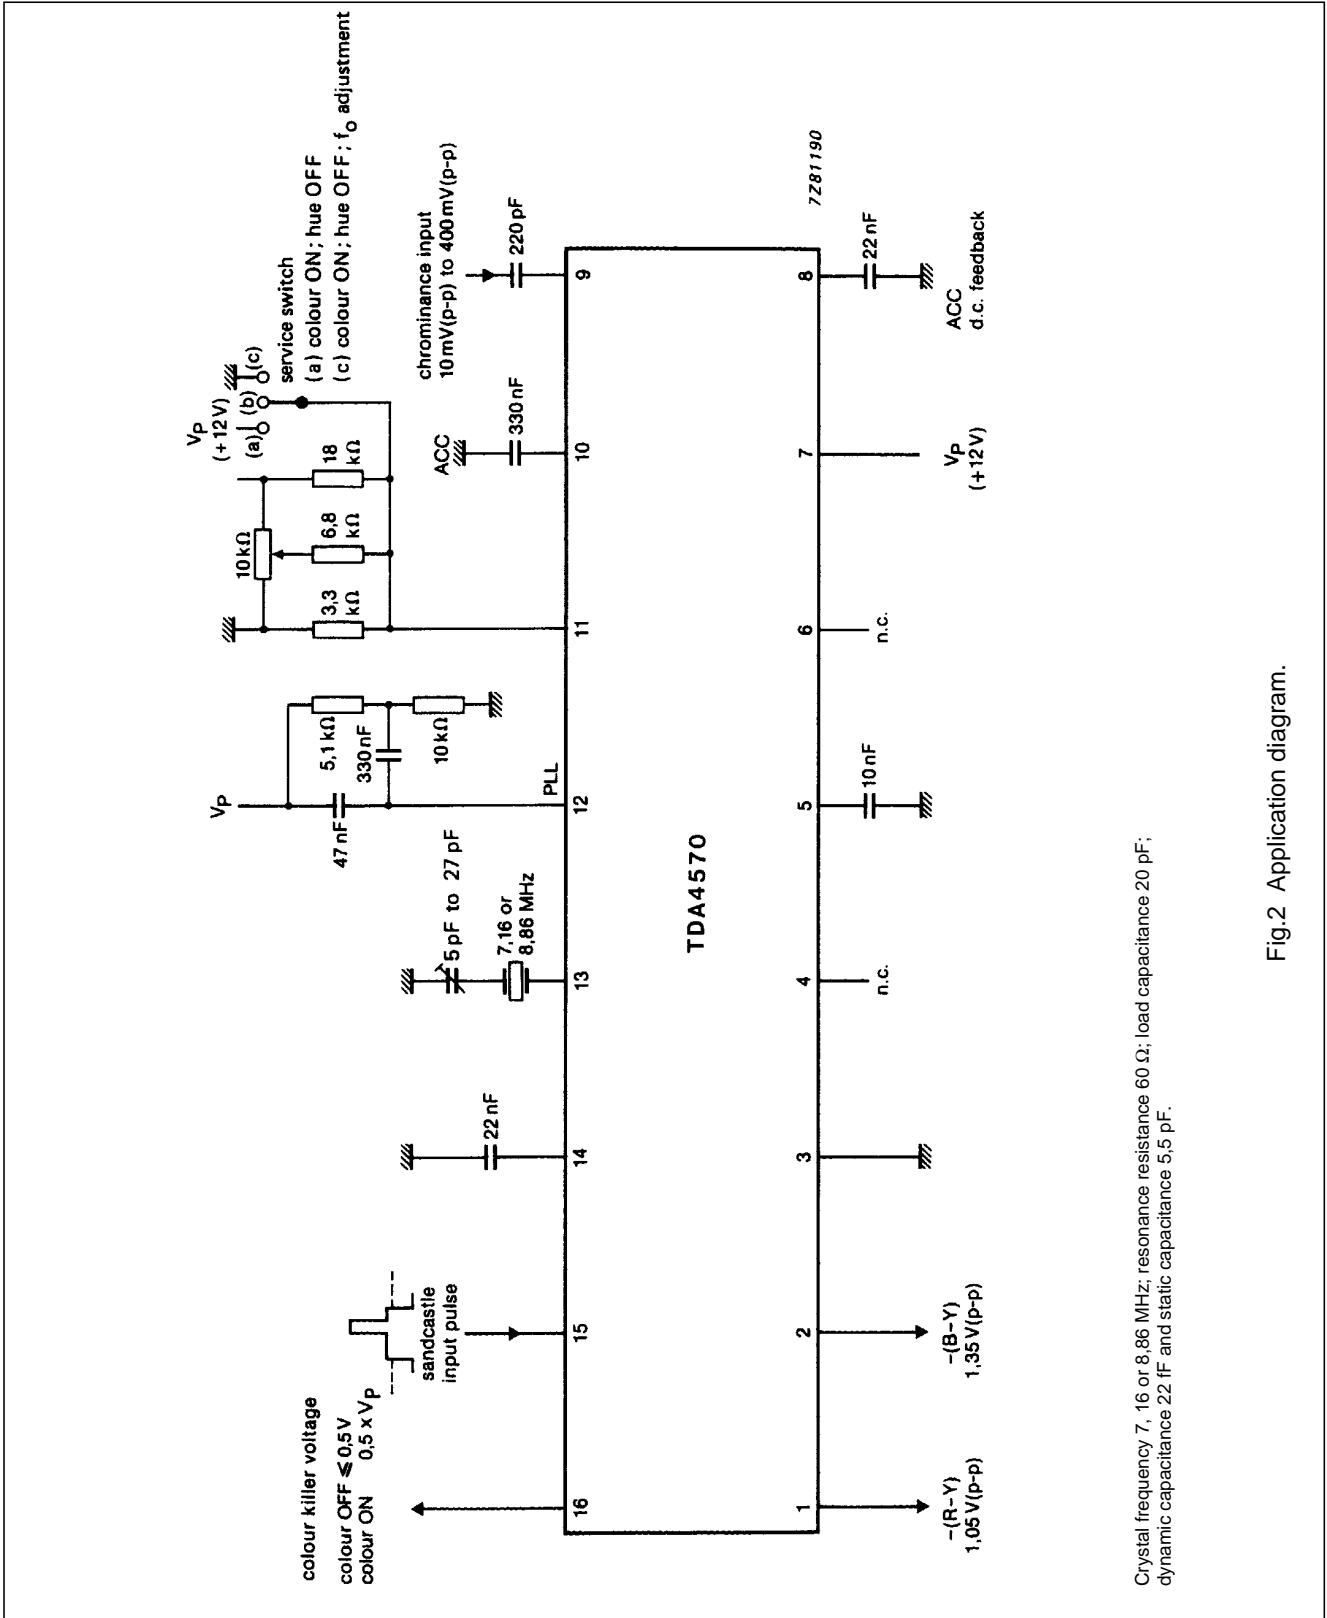 colour killer voltage
colour OFF ≤ 0,5 V
colour ON 0,5 x VP
sandcastle
input pulse
22 nF
5 pF to 27 pF
7,16 or
8,86 MHz
VP
47 nF
5,1 kΩ
330 nF
10 kΩ
PLL
10 kΩ
3,3
kΩ
6,8
kΩ
18
kΩ
VP
(+12 V)
(a)
(b)
(c)
service switch
(a) colour ON; hue OFF
(c) colour ON; hue OFF; fo adjustment
ACC
330 nF
chrominance input
10 mV(p-p) to 400 mV(p-p)
220 pF
16
15
14
13
12
11
10
9
TDA4570
1
2
3
4
5
6
7
8
7Z81190
–(R–Y)
1,05 V(p-p)
–(B–Y)
1,35 V(p-p)
n.c.
10 nF
n.c.
VP
(+12 V)
22 nF
ACC
d.c. feedback
Crystal frequency 7, 16 or 8,86 MHz; resonance resistance 60 Ω; load capacitance 20 pF;
dynamic capacitance 22 fF and static capacitance 5,5 pF.
Fig.2 Application diagram.